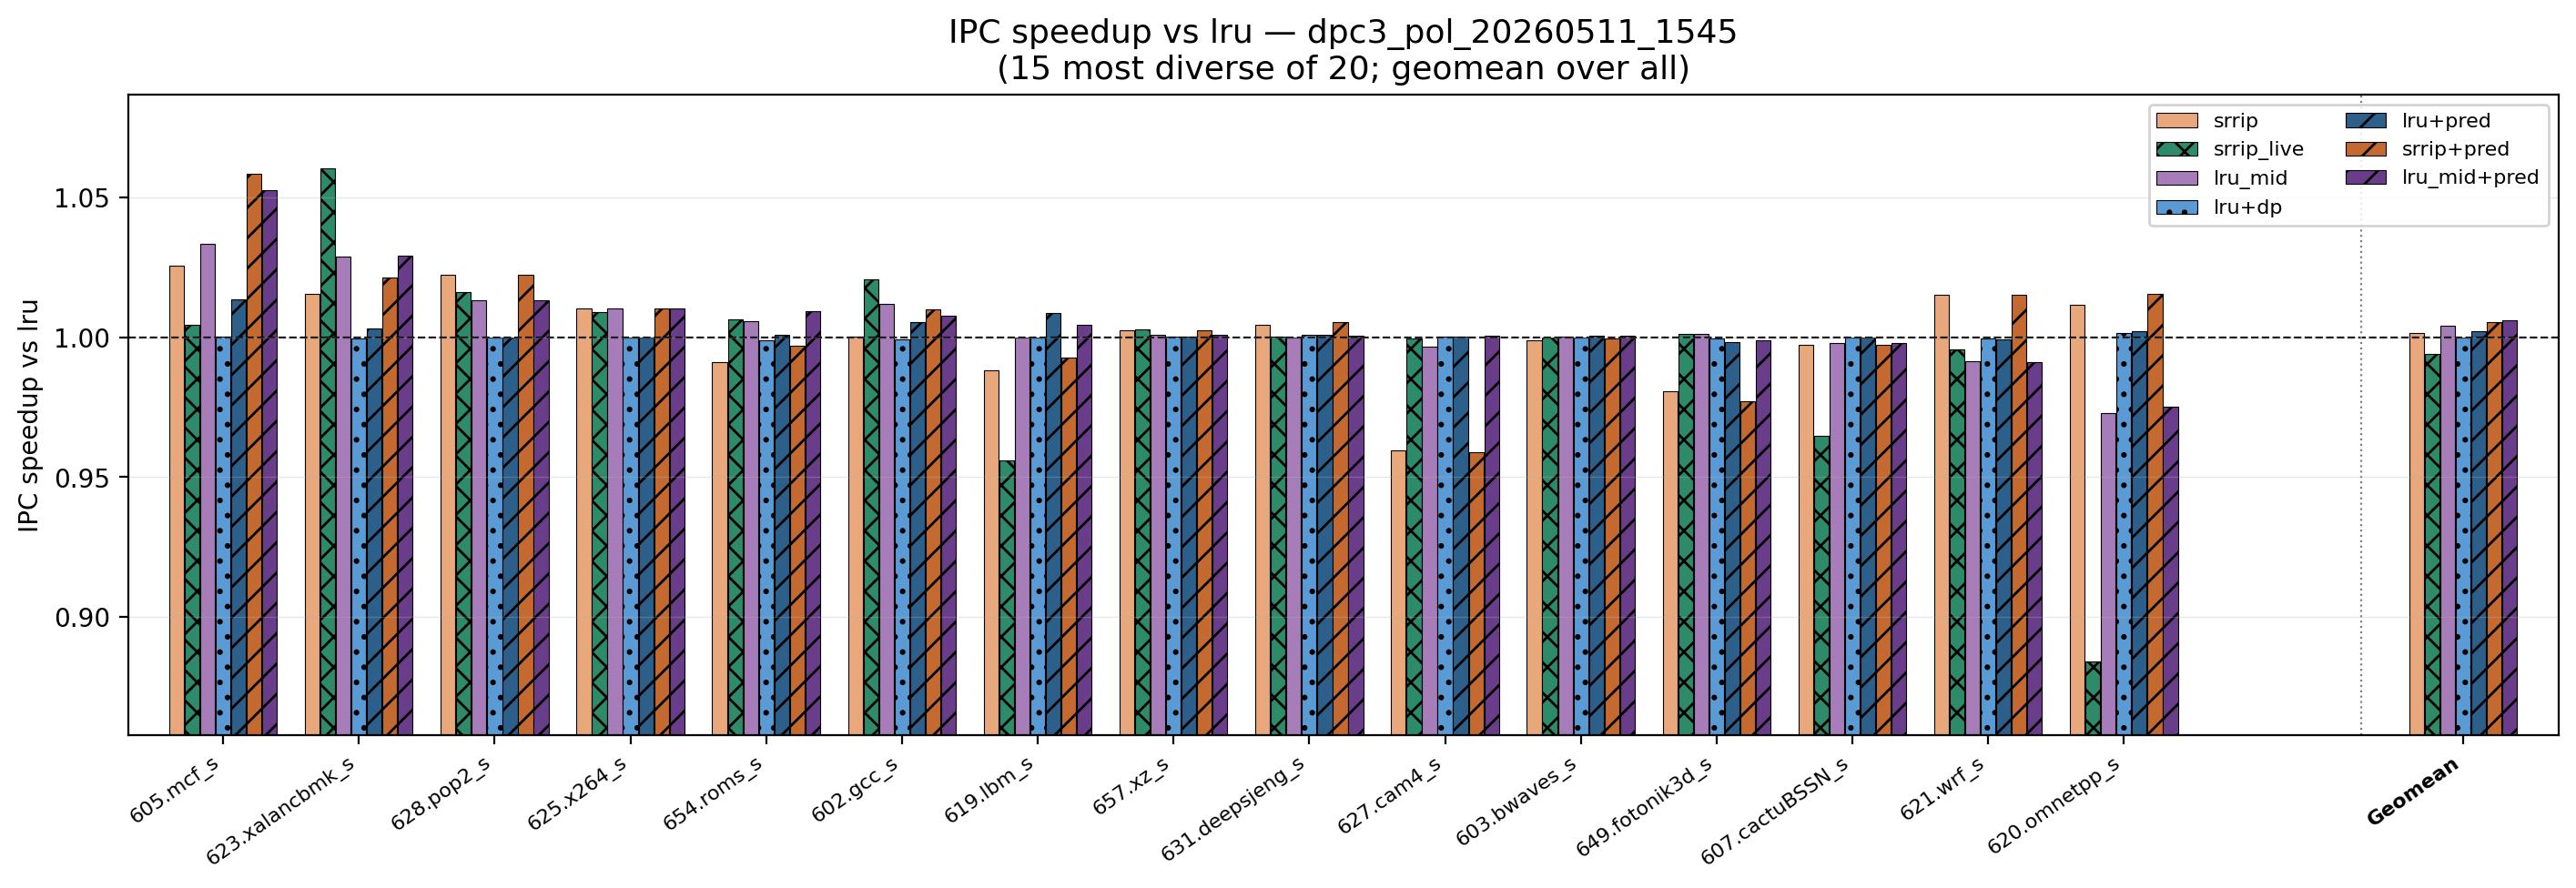 IPC speedup vs lru — dpc3_pol_20260511_1545
(15 most diverse of 20; geomean over all)
IPC speedup vs lru
1.05
1.00
0.95
0.90
srrip
srrip_live
lru_mid
lru+dp
lru+pred
srrip+pred
lru_mid+pred
605.mcf_s
623.xalancbmk_s
628.pop2_s
625.x264_s
654.roms_s
602.gcc_s
619.lbm_s
657.xz_s
631.deepsjeng_s
627.cam4_s
603.bwaves_s
649.fotonik3d_s
607.cactuBSSN_s
621.wrf_s
620.omnetpp_s
Geomean